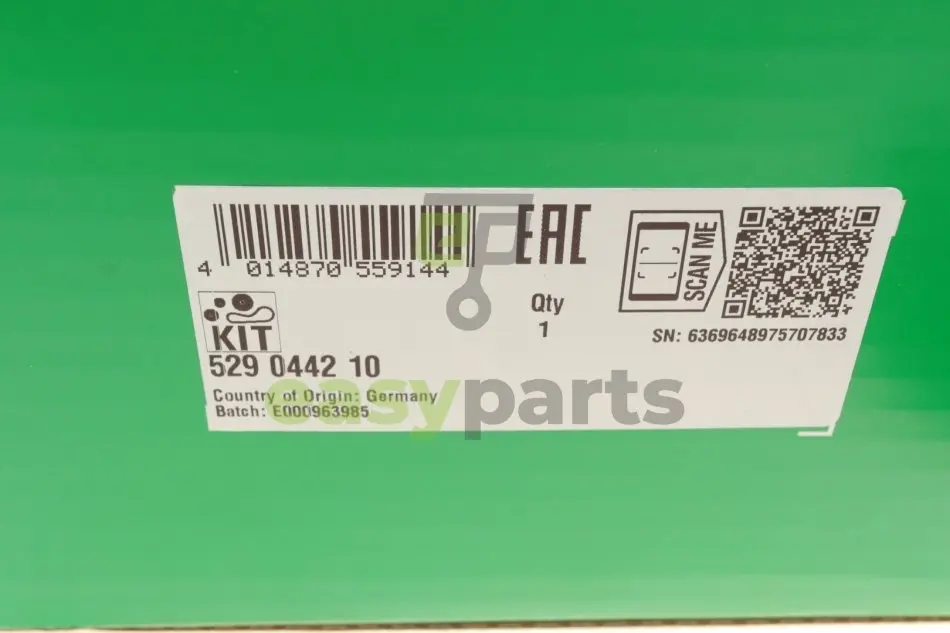 4 014870 559144
EAC
SCAN ME
Qty
1
SN: 6369648975707833
KIT
529 0442 10
Country of Origin: Germany
Batch: E000963985
easyparts